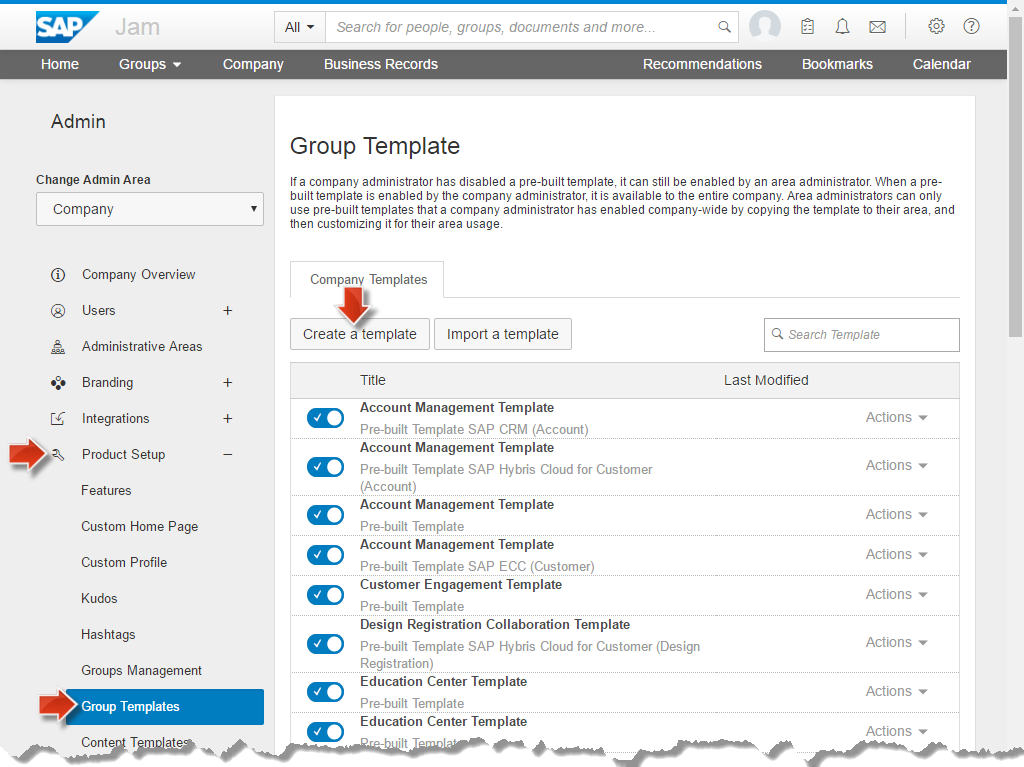 SAP Jam
All
Search for people, groups, documents and more...
Home Groups Company Business Records Recommendations Bookmarks Calendar
Admin
Change Admin Area
Company
Company Overview
Users +
Administrative Areas
Branding +
Integrations +
Product Setup –
Features
Custom Home Page
Custom Profile
Kudos
Hashtags
Groups Management
Group Templates
Content Templates
Group Template
If a company administrator has disabled a pre-built template, it can still be enabled by an area administrator. When a pre-
built template is enabled by the company administrator, it is available to the entire company. Area administrators can only
use pre-built templates that a company administrator has enabled company-wide by copying the template to their area, and
then customizing it for their area usage.
Company Templates
Create a template Import a template Search Template
Title Last Modified
Account Management Template
Pre-built Template SAP CRM (Account)
Actions
Account Management Template
Pre-built Template SAP Hybris Cloud for Customer
(Account)
Actions
Account Management Template
Pre-built Template
Actions
Account Management Template
Pre-built Template SAP ECC (Customer)
Actions
Customer Engagement Template
Pre-built Template
Actions
Design Registration Collaboration Template
Pre-built Template SAP Hybris Cloud for Customer (Design
Registration)
Actions
Education Center Template
Pre-built Template
Actions
Education Center Template
Pre-built Template
Actions